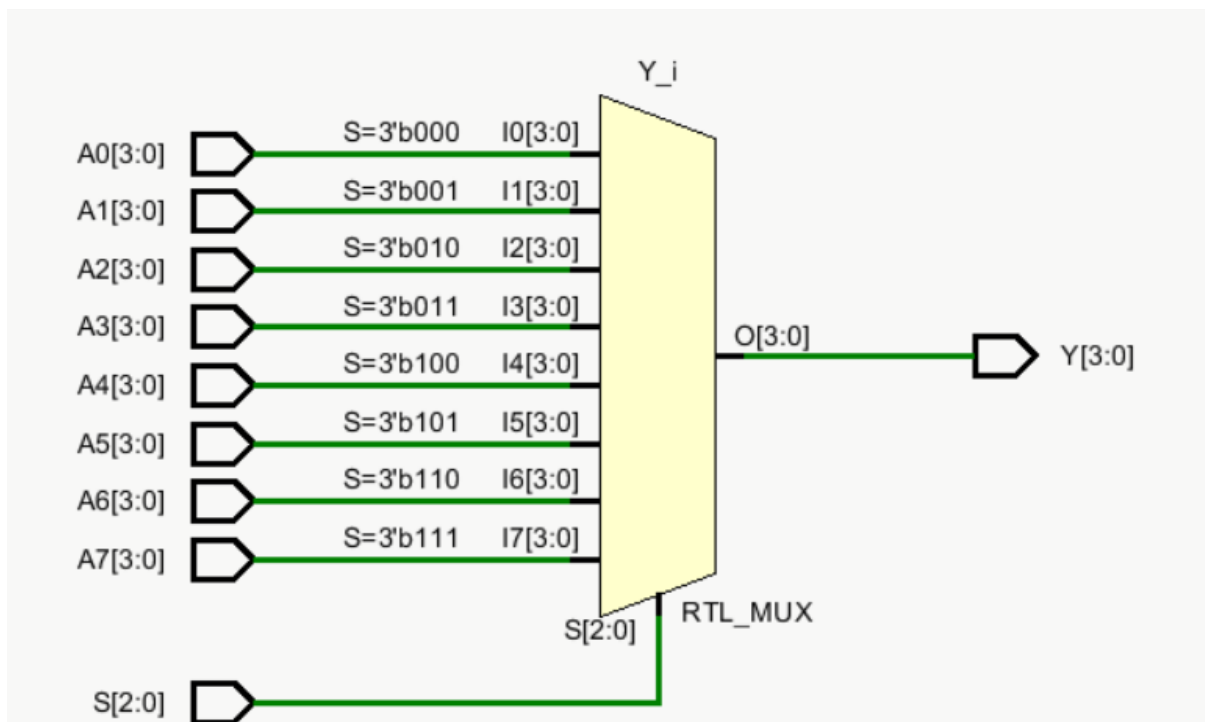 Y_i
A0[3:0] S=3'b000 I0[3:0]
A1[3:0] S=3'b001 I1[3:0]
A2[3:0] S=3'b010 I2[3:0]
A3[3:0] S=3'b011 I3[3:0]
O[3:0] Y[3:0]
A4[3:0] S=3'b100 I4[3:0]
A5[3:0] S=3'b101 I5[3:0]
A6[3:0] S=3'b110 I6[3:0]
A7[3:0] S=3'b111 I7[3:0]
RTL_MUX
S[2:0]
S[2:0]